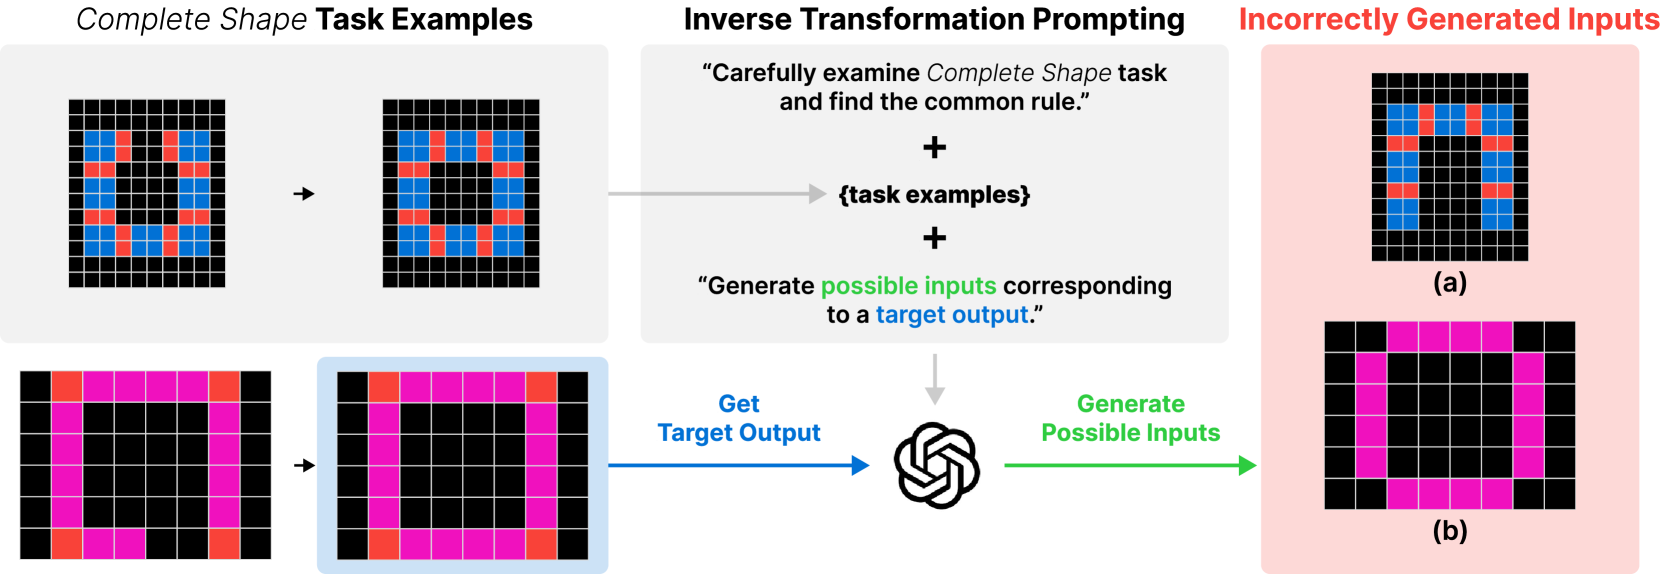 Complete Shape Task Examples
Inverse Transformation Prompting
Incorrectly Generated Inputs
“Carefully examine Complete Shape task
and find the common rule.”
+
{task examples}
+
“Generate possible inputs corresponding
to a target output.”
(a)
Get
Target Output
Generate
Possible Inputs
(b)